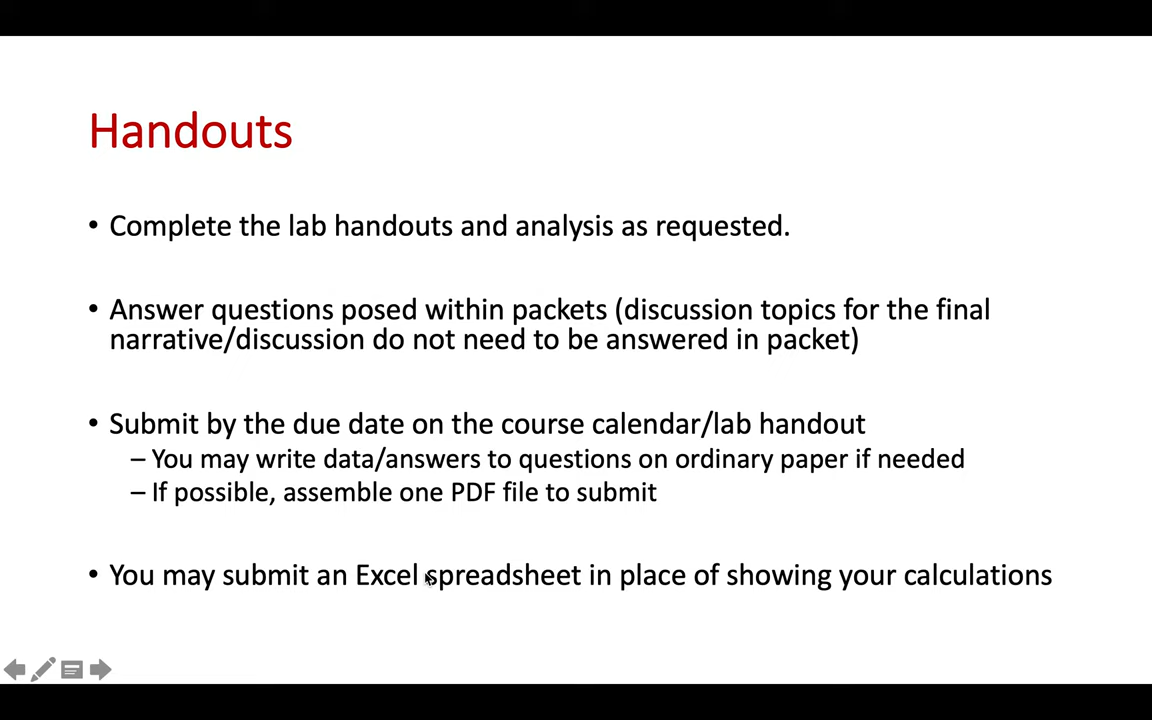 Handouts
• Complete the lab handouts and analysis as requested.
• Answer questions posed within packets (discussion topics for the final
narrative/discussion do not need to be answered in packet)
• Submit by the due date on the course calendar/lab handout
– You may write data/answers to questions on ordinary paper if needed
– If possible, assemble one PDF file to submit
• You may submit an Excel spreadsheet in place of showing your calculations